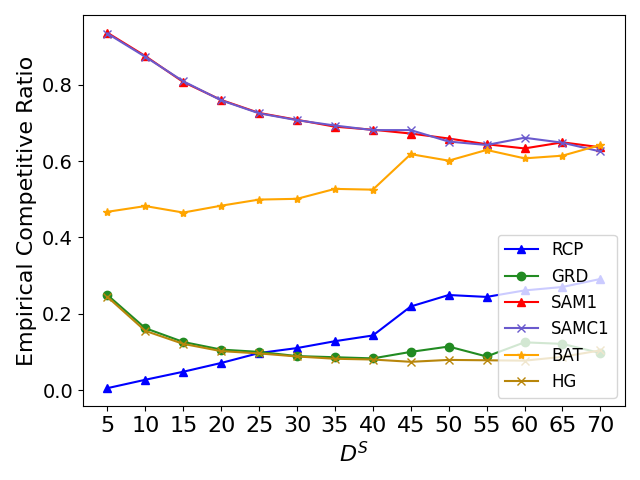 Empirical Competitive Ratio
0.8
0.6
0.4
0.2
0.0
5 10 15 20 25 30 35 40 45 50 55 60 65 70
D^S
RCP
GRD
SAM1
SAMC1
BAT
HG